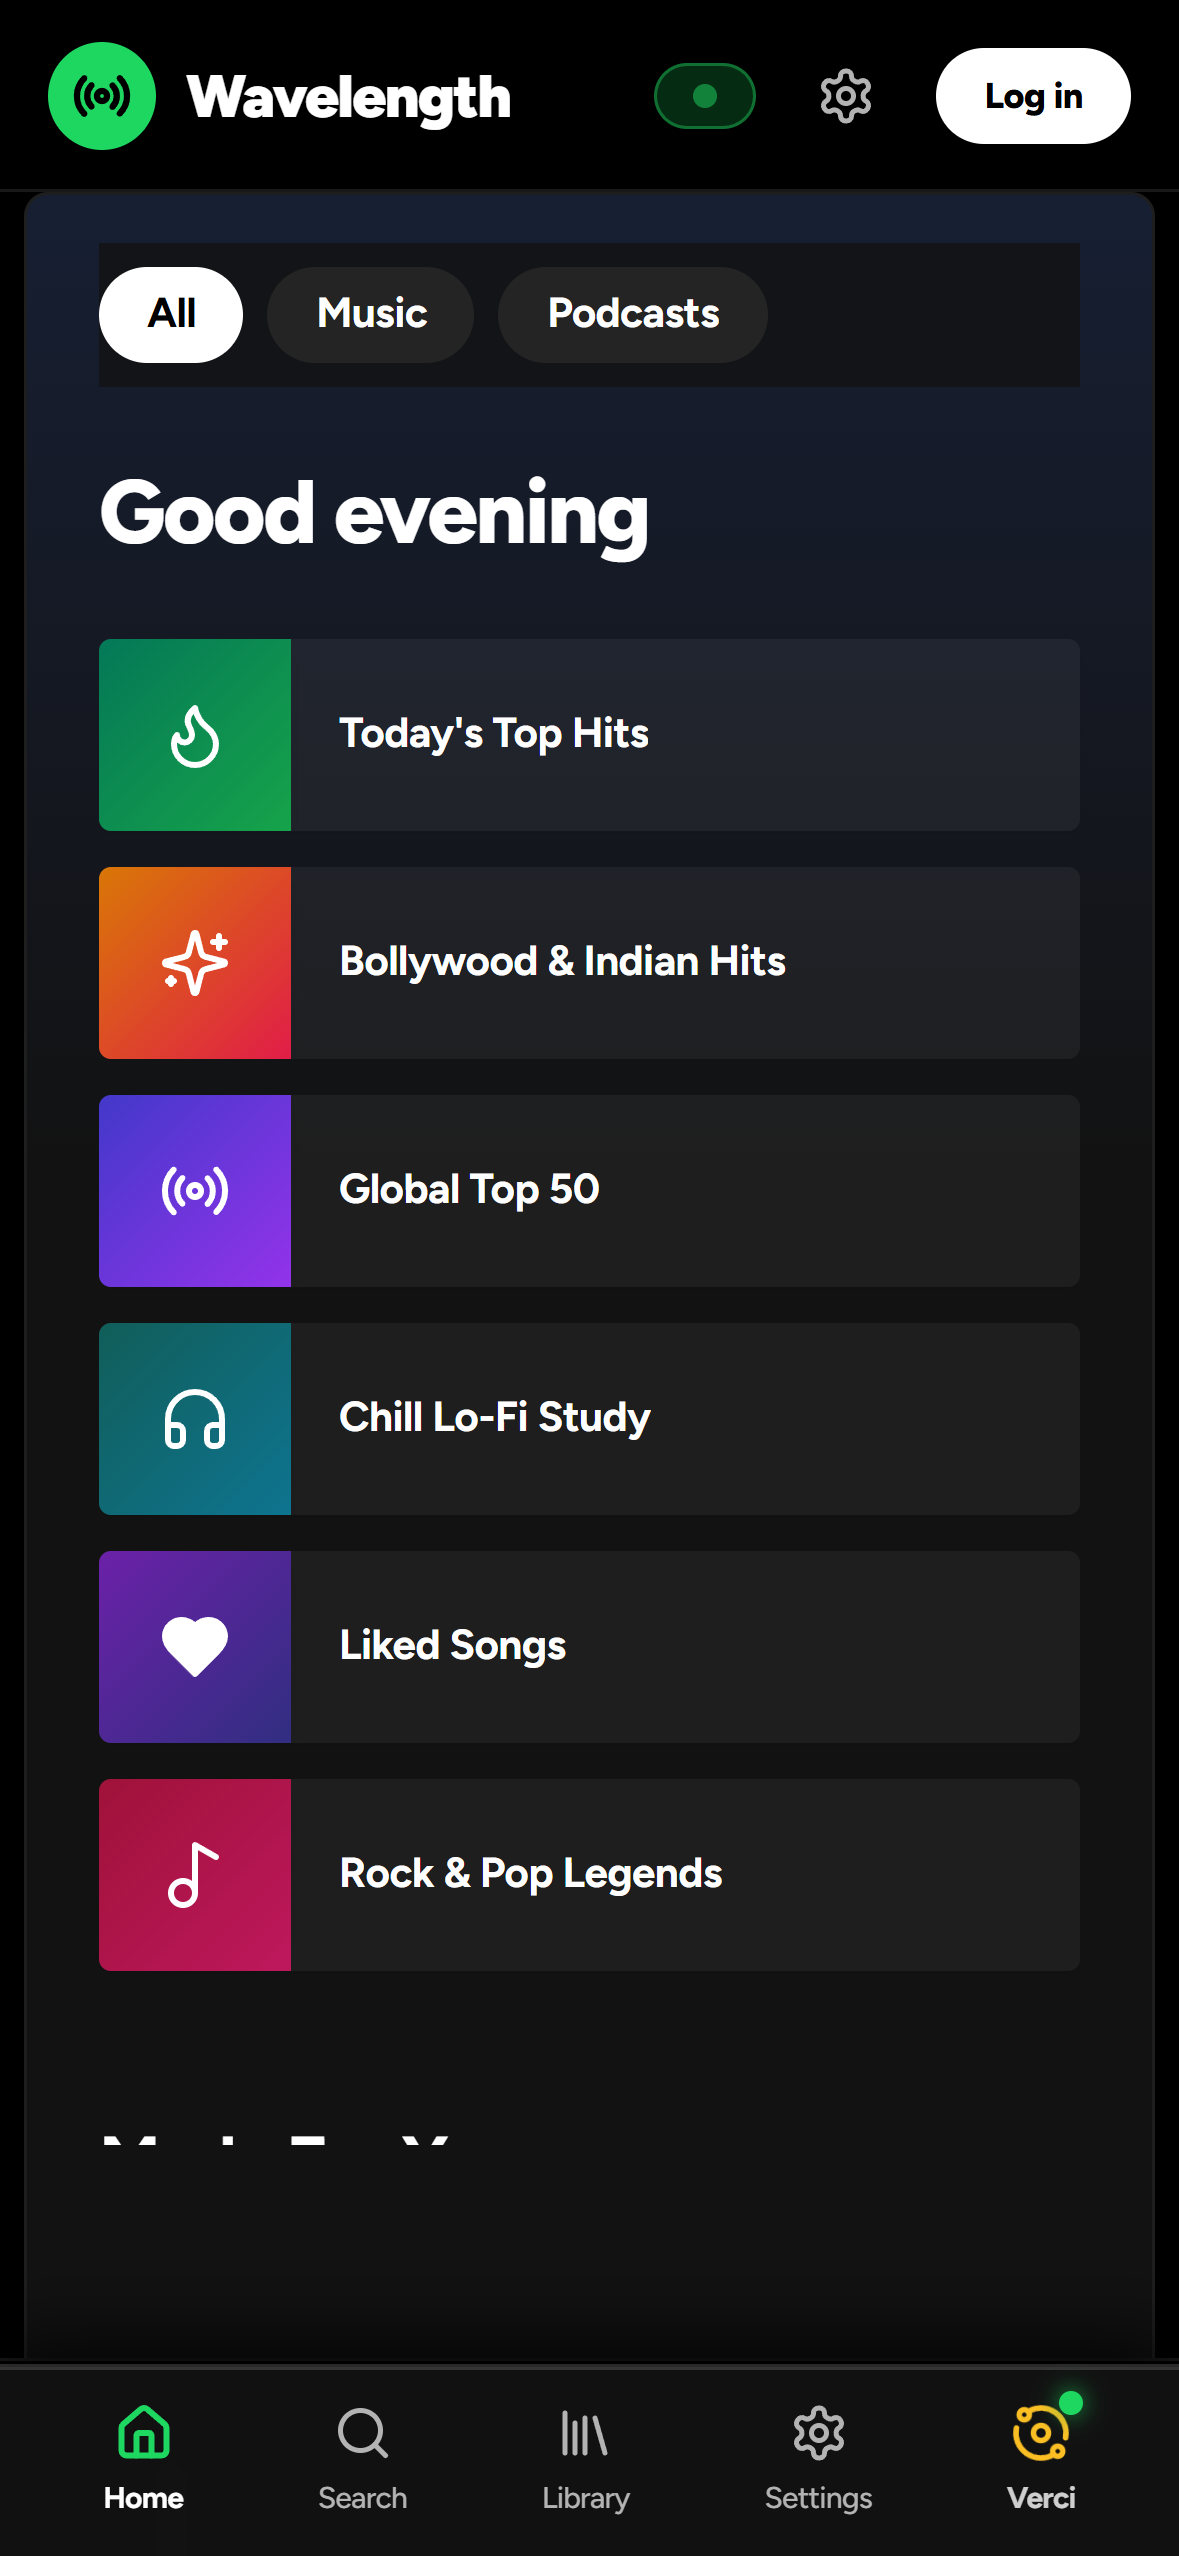 Wavelength
Log in
All
Music
Podcasts
Good evening
Today's Top Hits
Bollywood & Indian Hits
Global Top 50
Chill Lo-Fi Study
Liked Songs
Rock & Pop Legends
Home
Search
Library
Settings
Verci